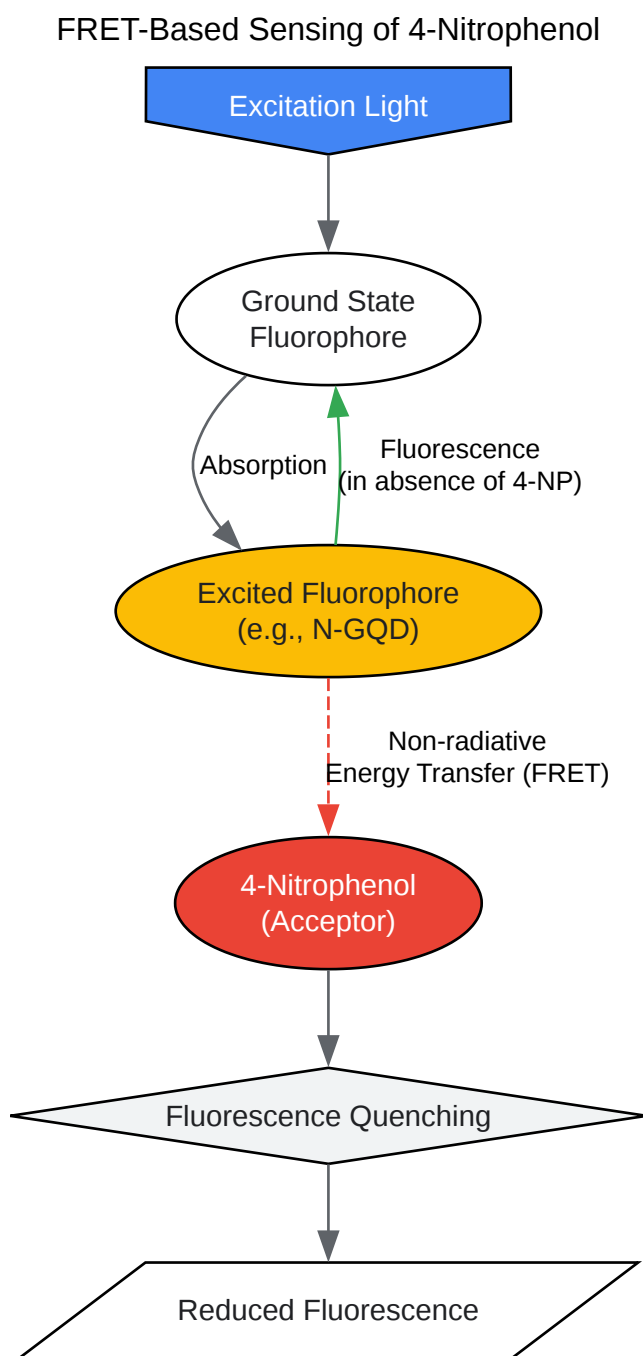 FRET-Based Sensing of 4-Nitrophenol
Excitation Light
Ground State
Fluorophore
Absorption
Fluorescence
(in absence of 4-NP)
Excited Fluorophore
(e.g., N-GQD)
Non-radiative
Energy Transfer (FRET)
4-Nitrophenol
(Acceptor)
Fluorescence Quenching
Reduced Fluorescence